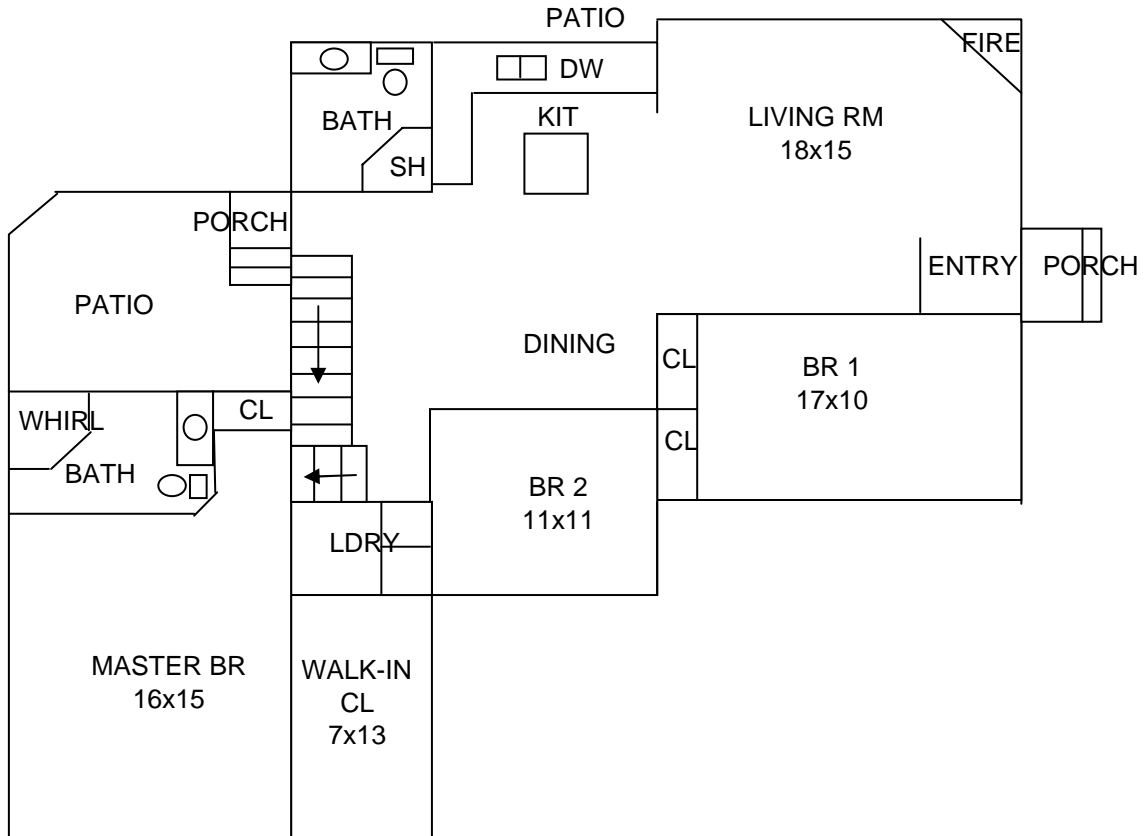 PATIO
FIRE
DW
BATH
KIT
LIVING RM
18x15
SH
PORCH
ENTRY
PORCH
PATIO
DINING
CL
BR 1
17x10
WHIRL
CL
CL
BATH
BR 2
11x11
LDRY
MASTER BR
16x15
WALK-IN
CL
7x13